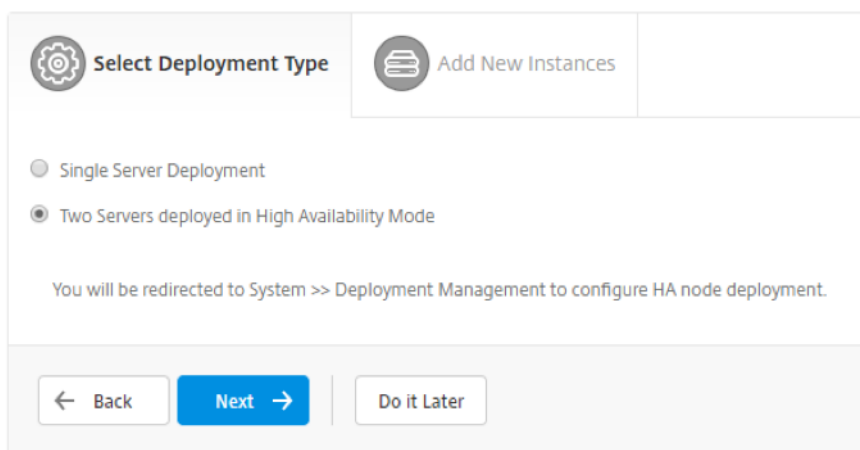 Select Deployment Type
Add New Instances
Single Server Deployment
Two Servers deployed in High Availability Mode
You will be redirected to System >> Deployment Management to configure HA node deployment.
Back
Next
Do it Later